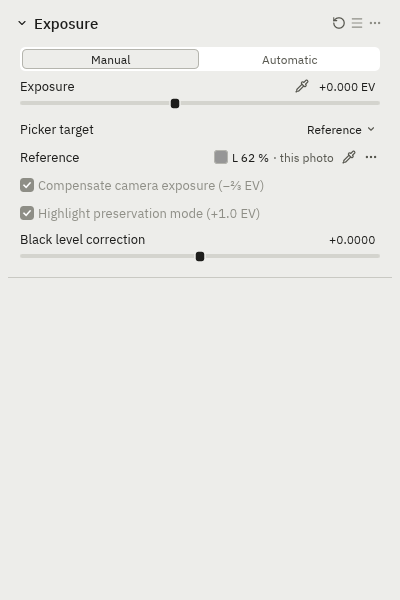 Exposure
Manual
Automatic
Exposure +0.000 EV
Picker target Reference
Reference L 62 % · this photo
Compensate camera exposure (−⅔ EV)
Highlight preservation mode (+1.0 EV)
Black level correction +0.0000